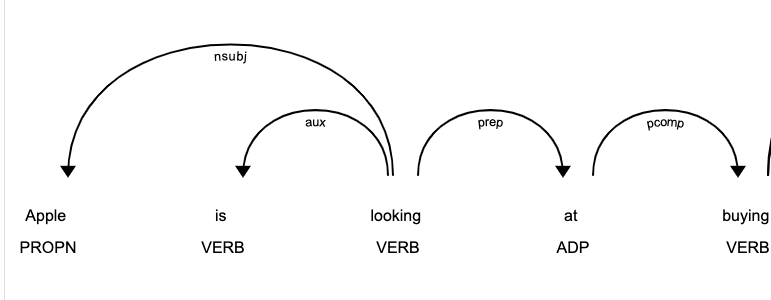 nsubj
aux prep pcomp
Apple is looking at buying
PROPN VERB VERB ADP VERB